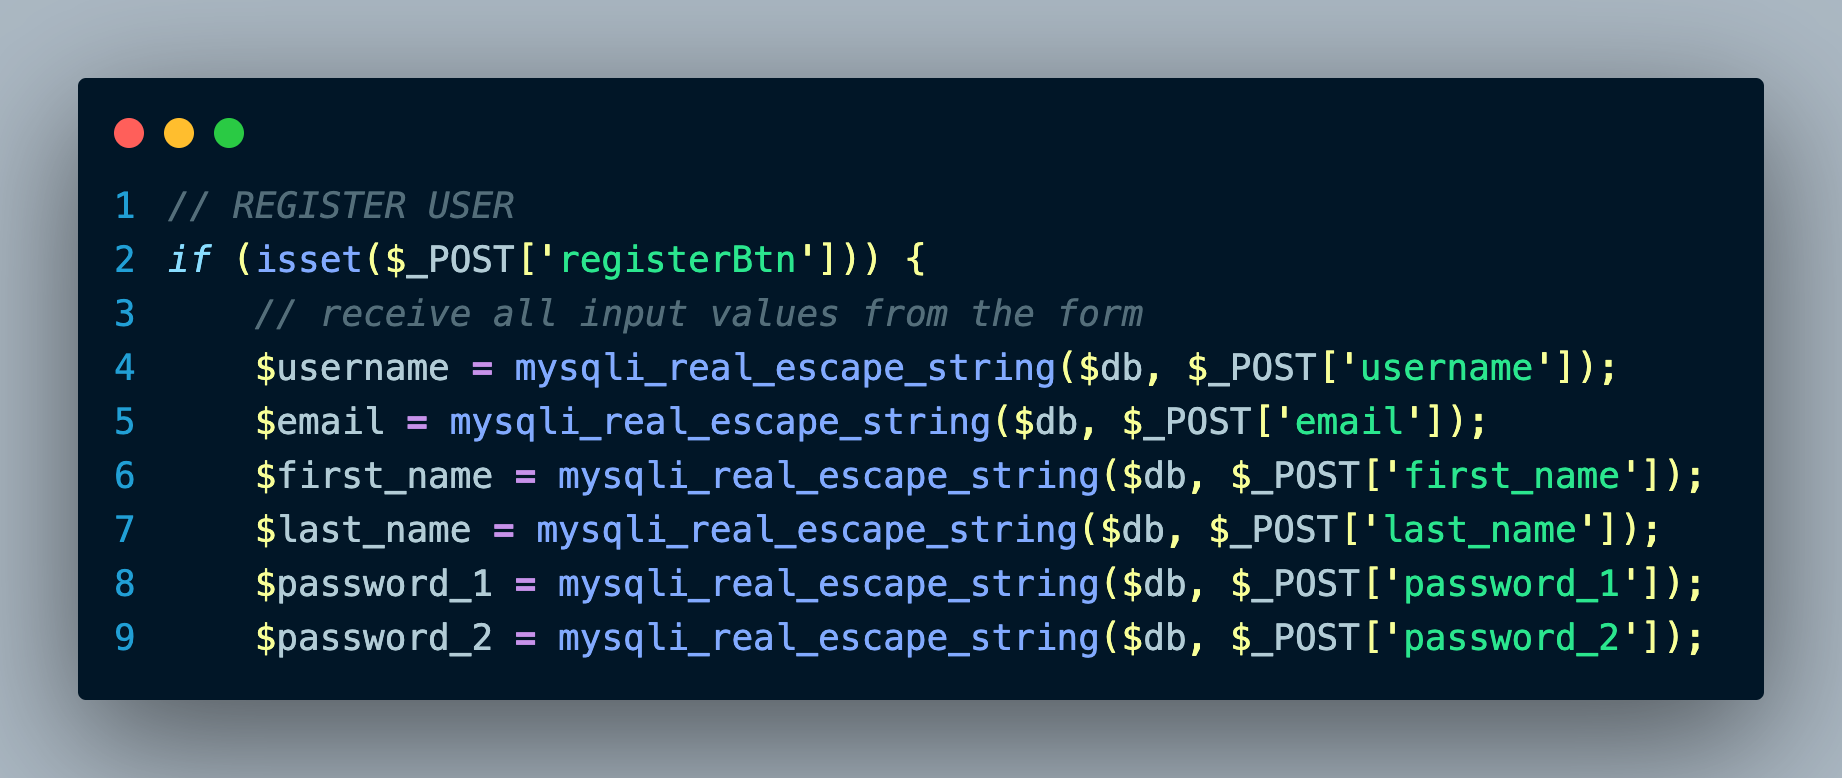 1 // REGISTER USER
2 if (isset($_POST['registerBtn'])) {
3     // receive all input values from the form
4     $username = mysqli_real_escape_string($db, $_POST['username']);
5     $email = mysqli_real_escape_string($db, $_POST['email']);
6     $first_name = mysqli_real_escape_string($db, $_POST['first_name']);
7     $last_name = mysqli_real_escape_string($db, $_POST['last_name']);
8     $password_1 = mysqli_real_escape_string($db, $_POST['password_1']);
9     $password_2 = mysqli_real_escape_string($db, $_POST['password_2']);